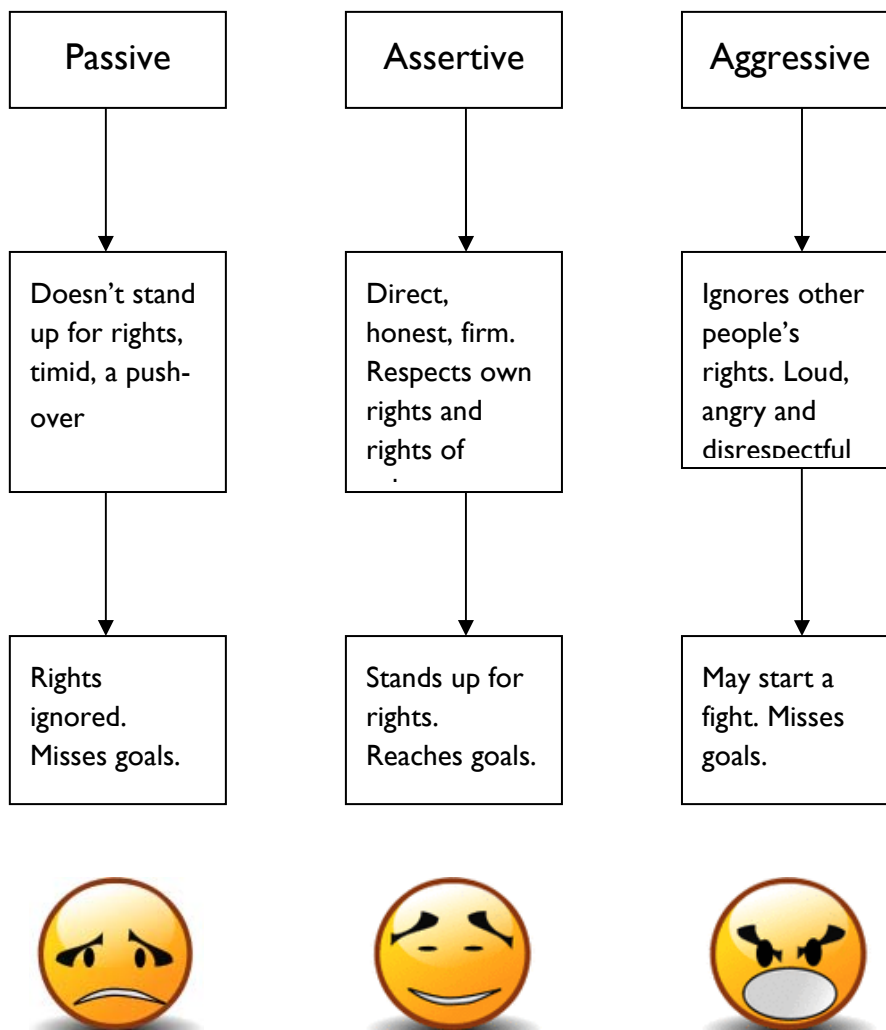 Passive
Assertive
Aggressive
Doesn’t stand
up for rights,
timid, a push-
over
Direct,
honest, firm.
Respects own
rights and
rights of
Ignores other
people’s
rights. Loud,
angry and
disrespectful
Rights
ignored.
Misses goals.
Stands up for
rights.
Reaches goals.
May start a
fight. Misses
goals.